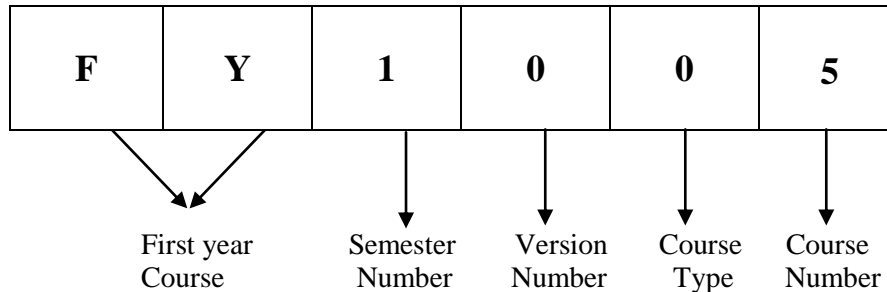 F Y 1 0 0 5
First year Semester Version Course Course
Course Number Number Type Number